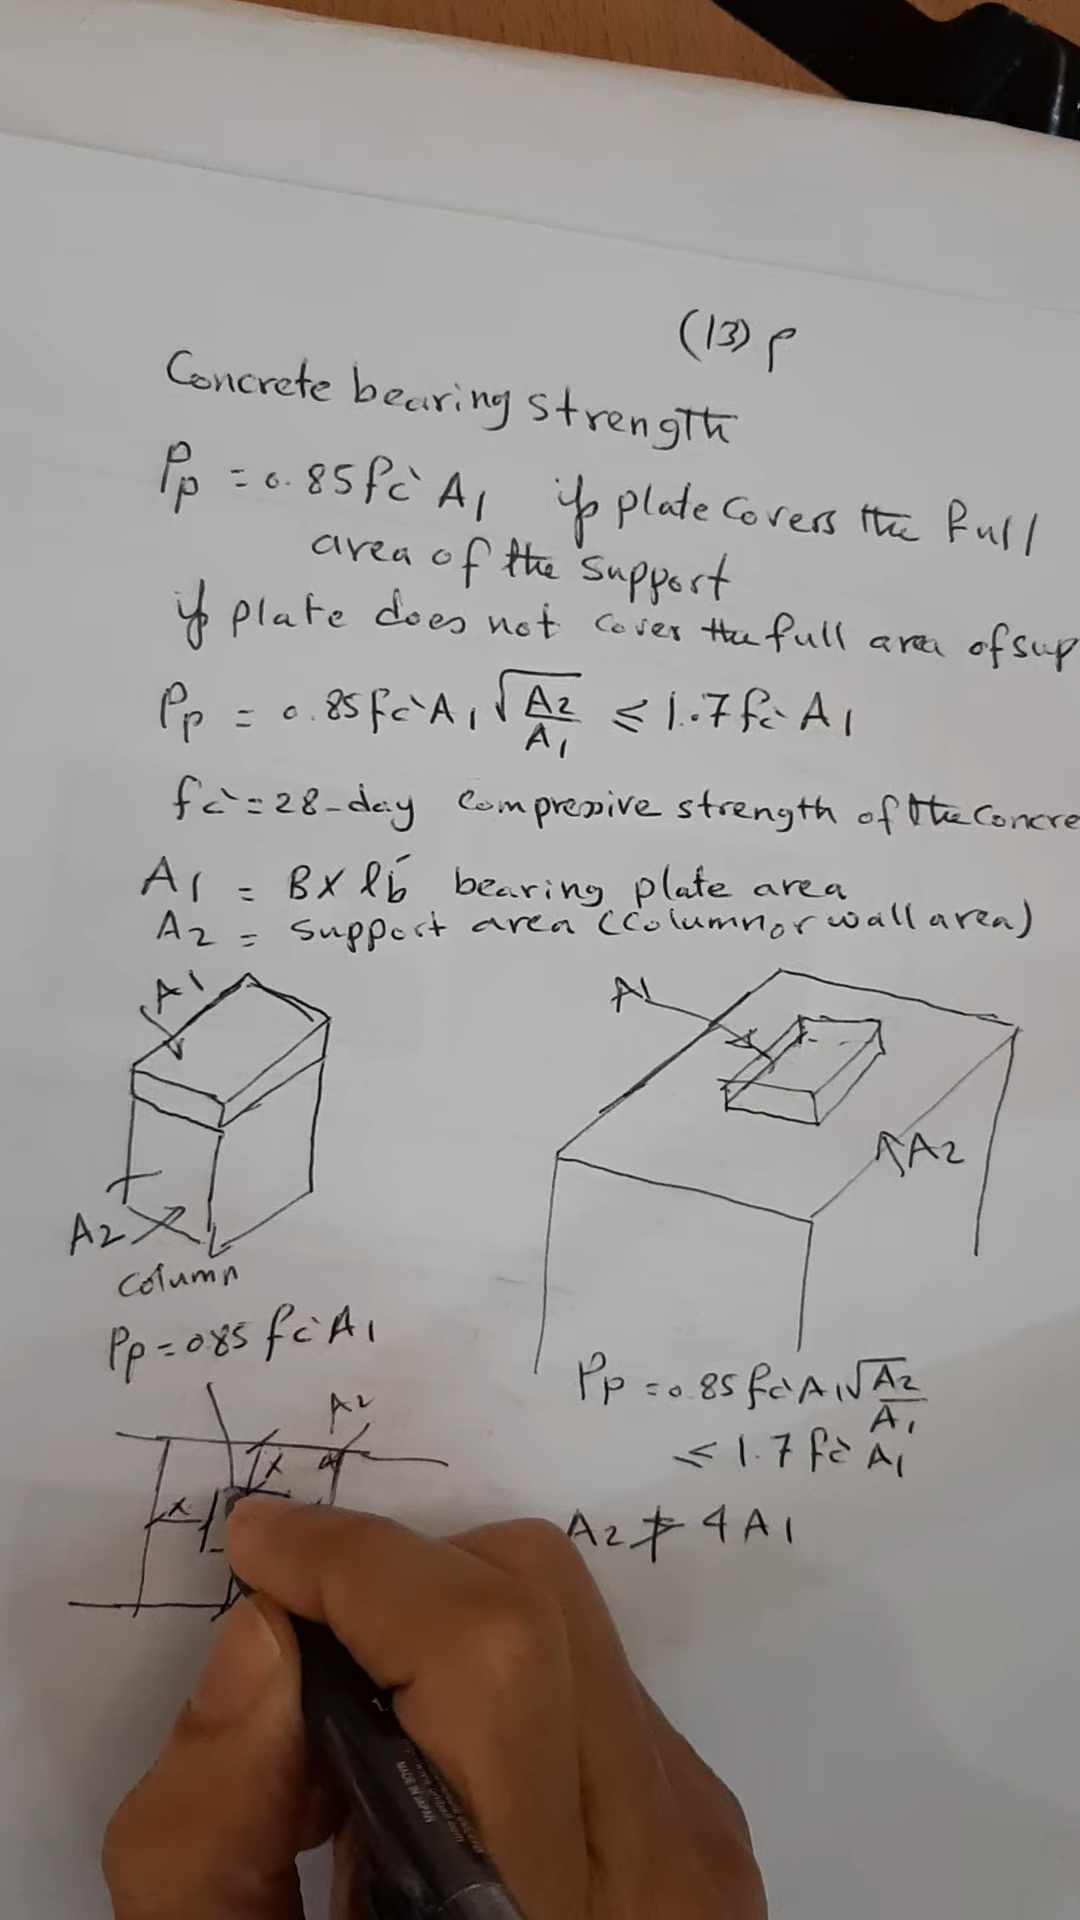 (13) P
Concrete bearing strength
Pp = 0.85 fc' A1 if plate covers the full
area of the support
if plate does not cover the full area of sup
Pp = 0.85 fc' A1 √(A2/A1) ≤ 1.7 fc' A1
fc' = 28-day compressive strength of the Concre
A1 = B x lb bearing plate area
A2 = support area (column or wall area)
A1
A1
A2
A2
Column
Pp = 0.85 fc' A1
Pp = 0.85 fc' A1 √(A2/A1)
≤ 1.7 fc' A1
A2
x
x
A2 ≯ 4 A1
MADE IN JAPAN